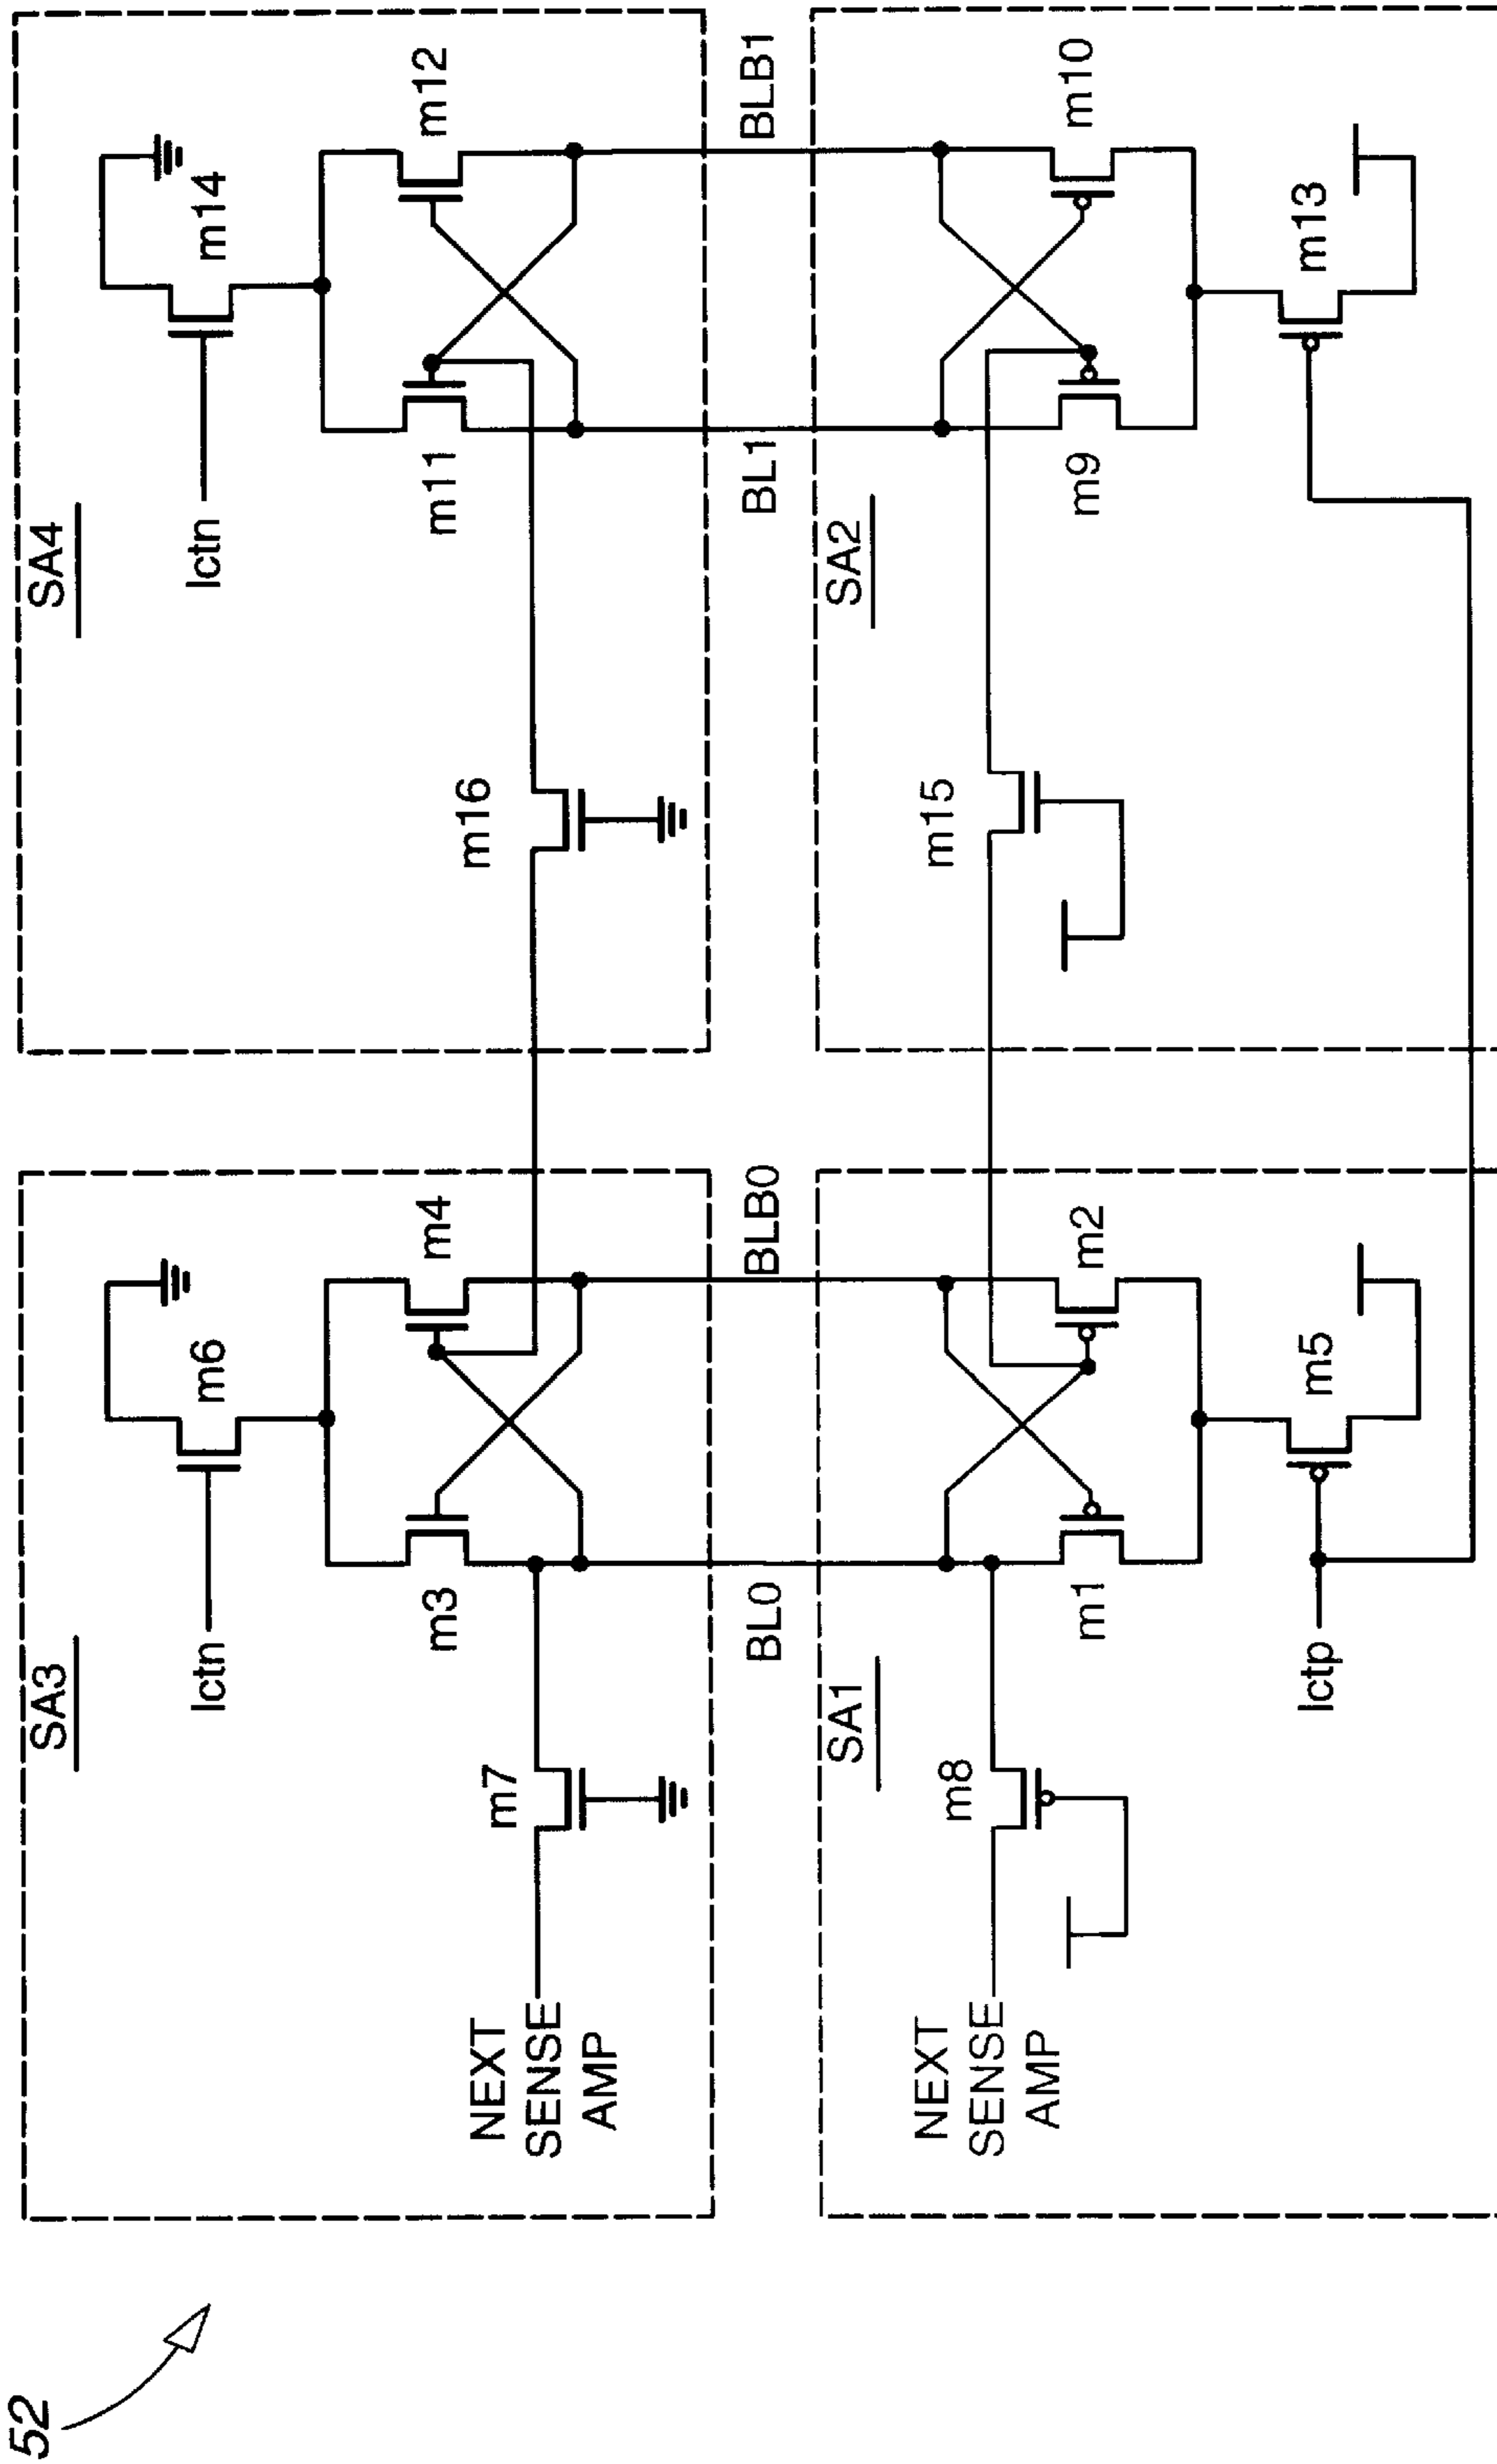 52
SA3
SA4
lctn
m6
lctn
m14
m3
m4
m11
m12
NEXT
SENSE
AMP
m7
m16
BL0
BLB0
BL1
BLB1
SA1
SA2
NEXT
SENSE
AMP
m8
m15
m1
m2
m9
m10
lctp
m5
m13